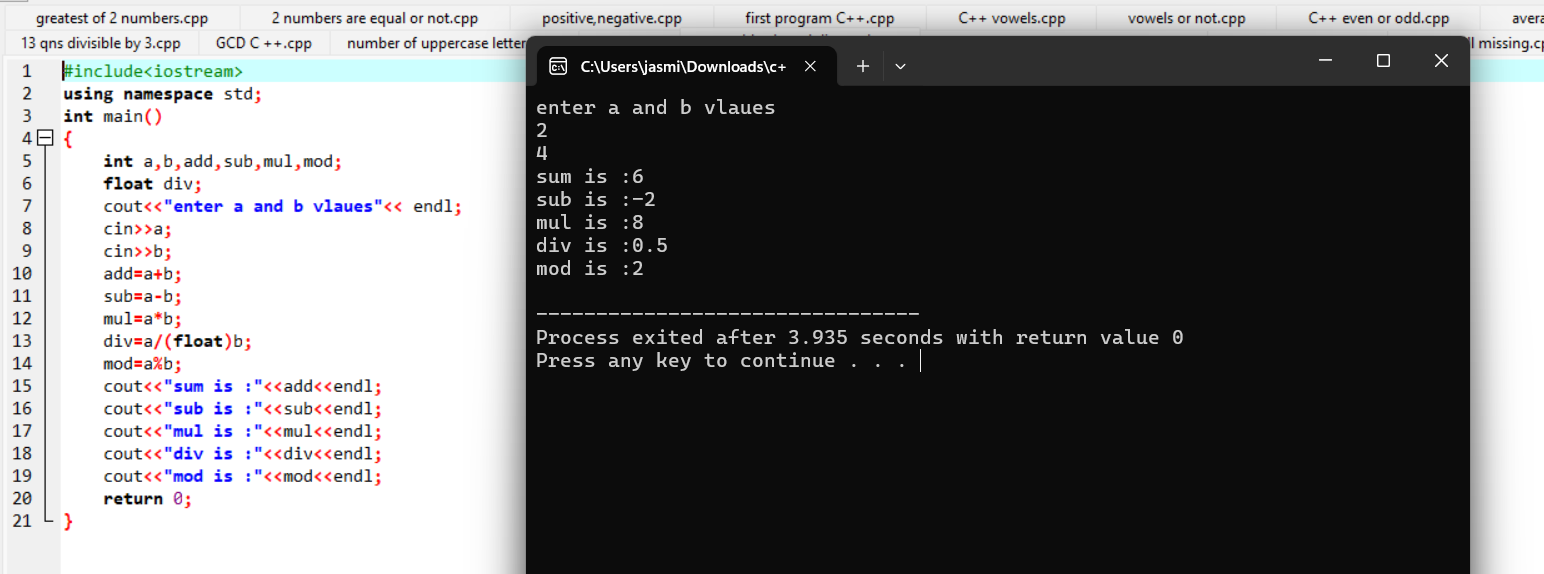 greatest of 2 numbers.cpp 2 numbers are equal or not.cpp positive,negative.cpp first program C++.cpp C++ vowels.cpp vowels or not.cpp C++ even or odd.cpp
13 qns divisible by 3.cpp GCD C ++.cpp number of uppercase letter missing.cp
1 #include<iostream>
2 using namespace std;
3 int main()
4 {
5 int a,b,add,sub,mul,mod;
6 float div;
7 cout<<"enter a and b vlaues"<< endl;
8 cin>>a;
9 cin>>b;
10 add=a+b;
11 sub=a-b;
12 mul=a*b;
13 div=a/(float)b;
14 mod=a%b;
15 cout<<"sum is :"<<add<<endl;
16 cout<<"sub is :"<<sub<<endl;
17 cout<<"mul is :"<<mul<<endl;
18 cout<<"div is :"<<div<<endl;
19 cout<<"mod is :"<<mod<<endl;
20 return 0;
21 }
C:\Users\jasmi\Downloads\c+
enter a and b vlaues
2
4
sum is :6
sub is :-2
mul is :8
div is :0.5
mod is :2
--------------------------------
Process exited after 3.935 seconds with return value 0
Press any key to continue . . .